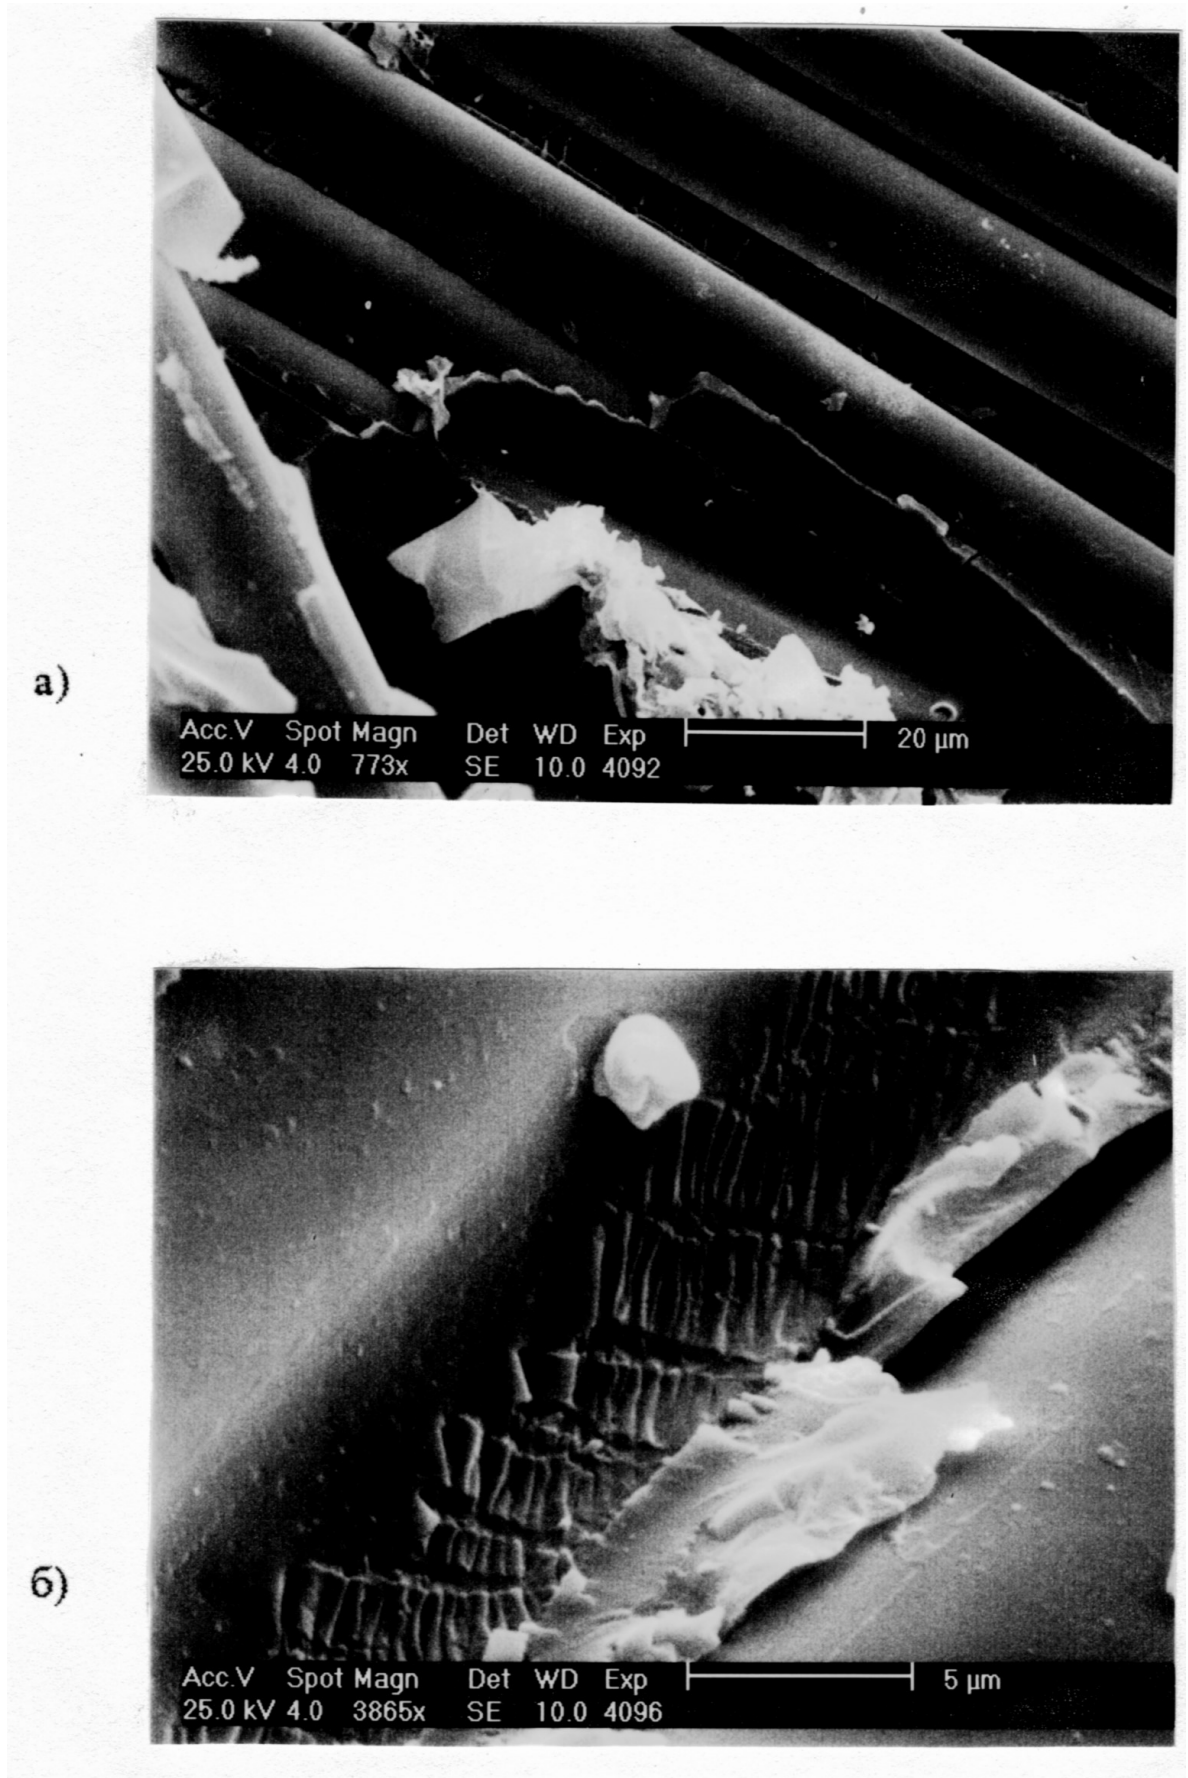 а)
Acc.V Spot Magn Det WD Exp 20 µm
25.0 kV 4.0 773x SE 10.0 4092
б)
Acc.V Spot Magn Det WD Exp 5 µm
25.0 kV 4.0 3865x SE 10.0 4096